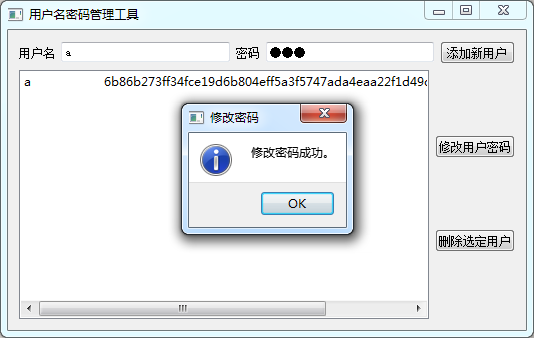 用户名密码管理工具
用户名 a 密码 ●●● 添加新用户
a 6b86b273ff34fce19d6b804eff5a3f5747ada4eaa22f1d49c
修改密码
修改密码成功。
修改用户密码
OK
删除选定用户